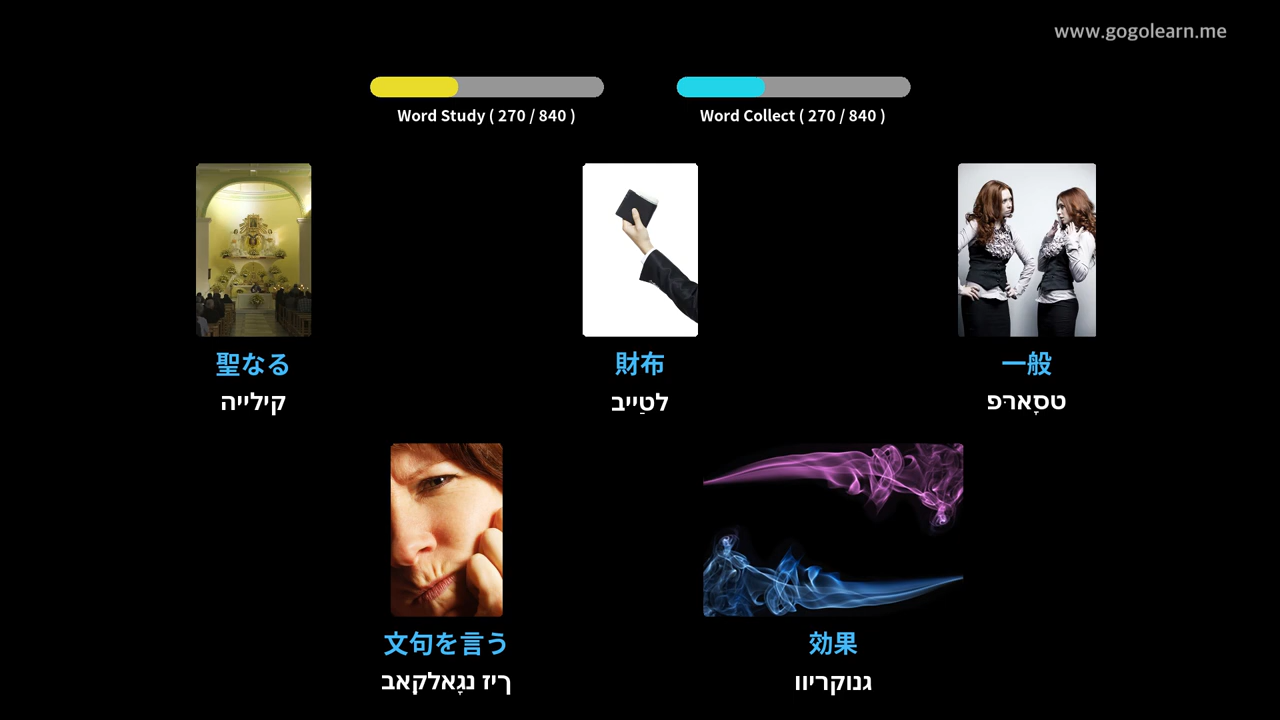 www.gogolearn.me
Word Study ( 270 / 840 )
Word Collect ( 270 / 840 )
聖なる
קילייה
財布
לטַייב
一般
טסָארּפ
文句を言う
ךיז נגָאלקאב
効果
גנוקריוו